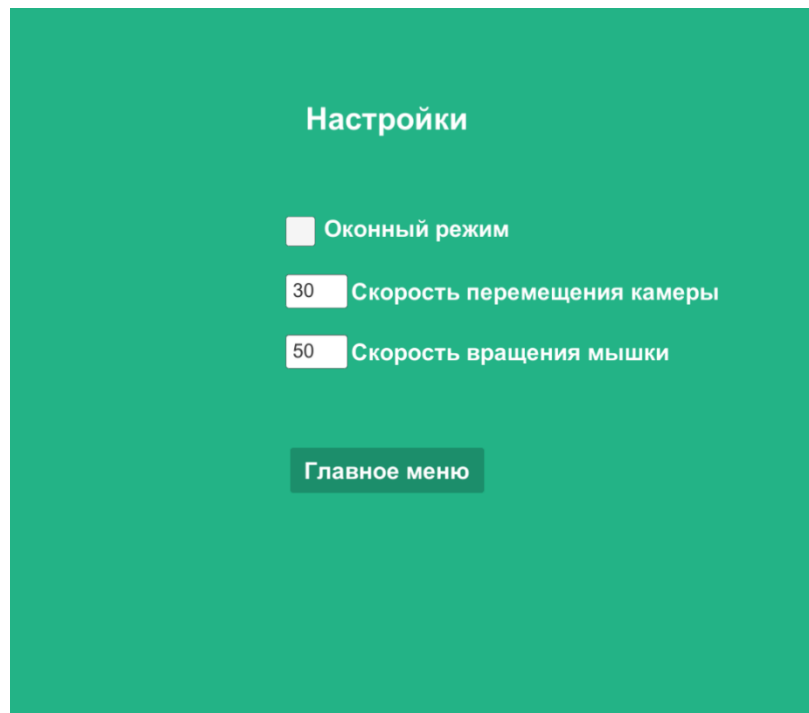 Настройки
Оконный режим
30 Скорость перемещения камеры
50 Скорость вращения мышки
Главное меню